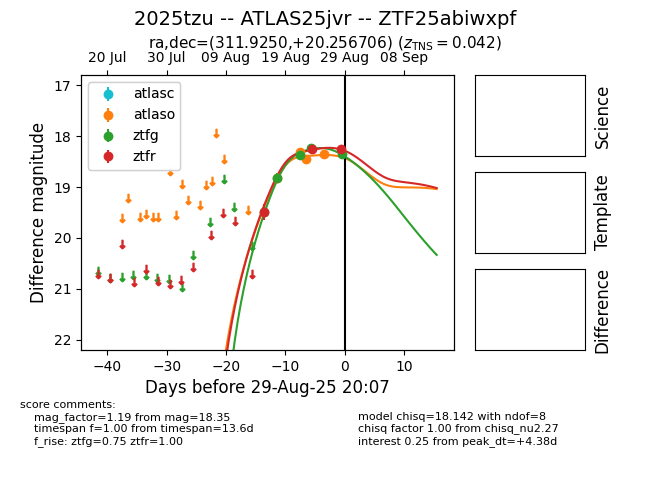 2025tzu -- ATLAS25jvr -- ZTF25abiwxpf
ra,dec=(311.9250,+20.256706) (z_TNS = 0.042)
20 Jul 30 Jul 09 Aug 19 Aug 29 Aug 08 Sep
atlasc
atlaso
ztfg
ztfr
17
18
19
20
21
22
Difference magnitude
−40 −30 −20 −10 0 10
Days before 29-Aug-25 20:07
Science
Template
Difference
score comments:
mag_factor=1.19 from mag=18.35
timespan f=1.00 from timespan=13.6d
f_rise: ztfg=0.75 ztfr=1.00
model chisq=18.142 with ndof=8
chisq factor 1.00 from chisq_nu2.27
interest 0.25 from peak_dt=+4.38d